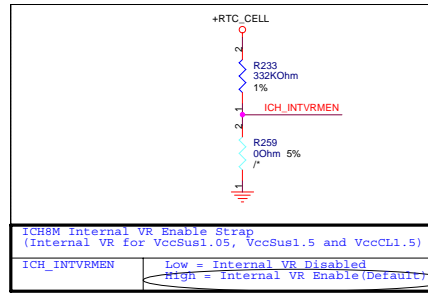 +RTC_CELL
2
R233
332KOhm
1%
1
ICH_INTVRMEN
2
R259
0Ohm 5%
/*
1
ICH8M Internal VR Enable Strap
(Internal VR for VccSus1.05, VccSus1.5 and VccCL1.5)
ICH_INTVRMEN
Low = Internal VR Disabled
High = Internal VR Enable(Default)